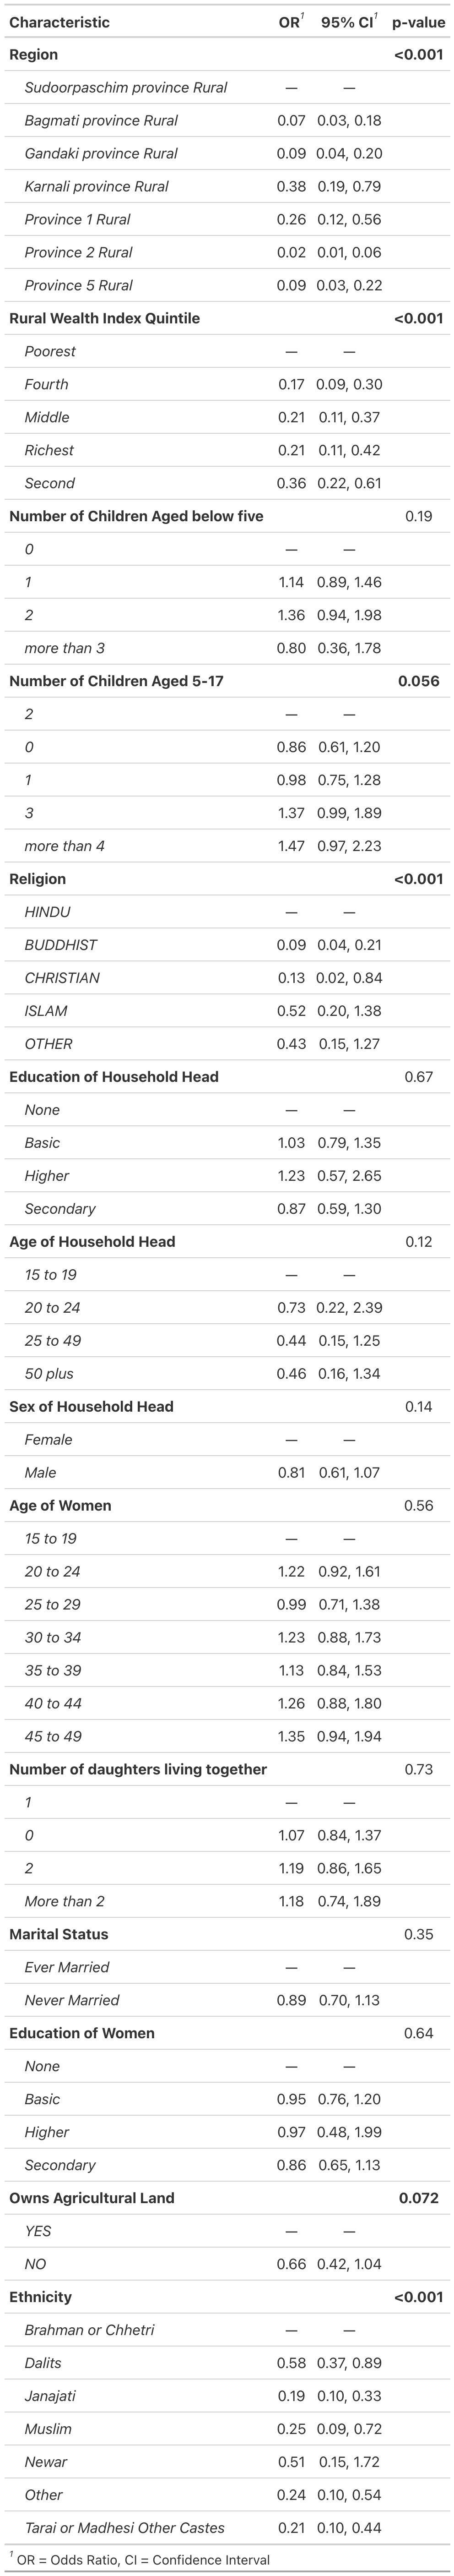 Characteristic OR1 95% CI1 p-value
Region <0.001
Sudoorpaschim province Rural — —
Bagmati province Rural 0.07 0.03, 0.18
Gandaki province Rural 0.09 0.04, 0.20
Karnali province Rural 0.38 0.19, 0.79
Province 1 Rural 0.26 0.12, 0.56
Province 2 Rural 0.02 0.01, 0.06
Province 5 Rural 0.09 0.03, 0.22
Rural Wealth Index Quintile <0.001
Poorest — —
Fourth 0.17 0.09, 0.30
Middle 0.21 0.11, 0.37
Richest 0.21 0.11, 0.42
Second 0.36 0.22, 0.61
Number of Children Aged below five 0.19
0 — —
1 1.14 0.89, 1.46
2 1.36 0.94, 1.98
more than 3 0.80 0.36, 1.78
Number of Children Aged 5-17 0.056
2 — —
0 0.86 0.61, 1.20
1 0.98 0.75, 1.28
3 1.37 0.99, 1.89
more than 4 1.47 0.97, 2.23
Religion <0.001
HINDU — —
BUDDHIST 0.09 0.04, 0.21
CHRISTIAN 0.13 0.02, 0.84
ISLAM 0.52 0.20, 1.38
OTHER 0.43 0.15, 1.27
Education of Household Head 0.67
None — —
Basic 1.03 0.79, 1.35
Higher 1.23 0.57, 2.65
Secondary 0.87 0.59, 1.30
Age of Household Head 0.12
15 to 19 — —
20 to 24 0.73 0.22, 2.39
25 to 49 0.44 0.15, 1.25
50 plus 0.46 0.16, 1.34
Sex of Household Head 0.14
Female — —
Male 0.81 0.61, 1.07
Age of Women 0.56
15 to 19 — —
20 to 24 1.22 0.92, 1.61
25 to 29 0.99 0.71, 1.38
30 to 34 1.23 0.88, 1.73
35 to 39 1.13 0.84, 1.53
40 to 44 1.26 0.88, 1.80
45 to 49 1.35 0.94, 1.94
Number of daughters living together 0.73
1 — —
0 1.07 0.84, 1.37
2 1.19 0.86, 1.65
More than 2 1.18 0.74, 1.89
Marital Status 0.35
Ever Married — —
Never Married 0.89 0.70, 1.13
Education of Women 0.64
None — —
Basic 0.95 0.76, 1.20
Higher 0.97 0.48, 1.99
Secondary 0.86 0.65, 1.13
Owns Agricultural Land 0.072
YES — —
NO 0.66 0.42, 1.04
Ethnicity <0.001
Brahman or Chhetri — —
Dalits 0.58 0.37, 0.89
Janajati 0.19 0.10, 0.33
Muslim 0.25 0.09, 0.72
Newar 0.51 0.15, 1.72
Other 0.24 0.10, 0.54
Tarai or Madhesi Other Castes 0.21 0.10, 0.44
1 OR = Odds Ratio, CI = Confidence Interval